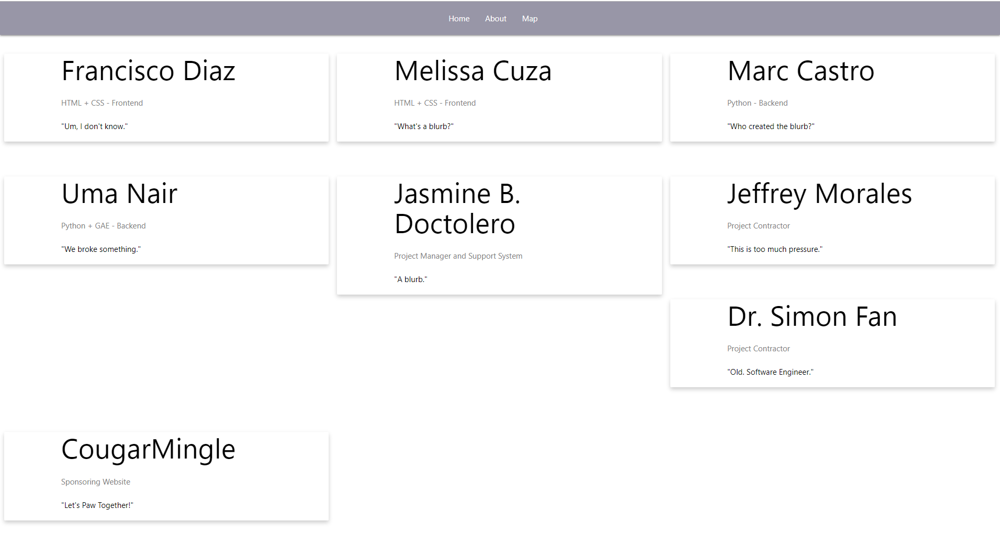 Home About Map
Francisco Diaz
HTML + CSS - Frontend
"Um, I don't know."
Melissa Cuza
HTML + CSS - Frontend
"What's a blurb?"
Marc Castro
Python - Backend
"Who created the blurb?"
Uma Nair
Python + GAE - Backend
"We broke something."
Jasmine B.
Doctolero
Project Manager and Support System
"A blurb."
Jeffrey Morales
Project Contractor
"This is too much pressure."
Dr. Simon Fan
Project Contractor
"Old. Software Engineer."
CougarMingle
Sponsoring Website
"Let's Paw Together!"